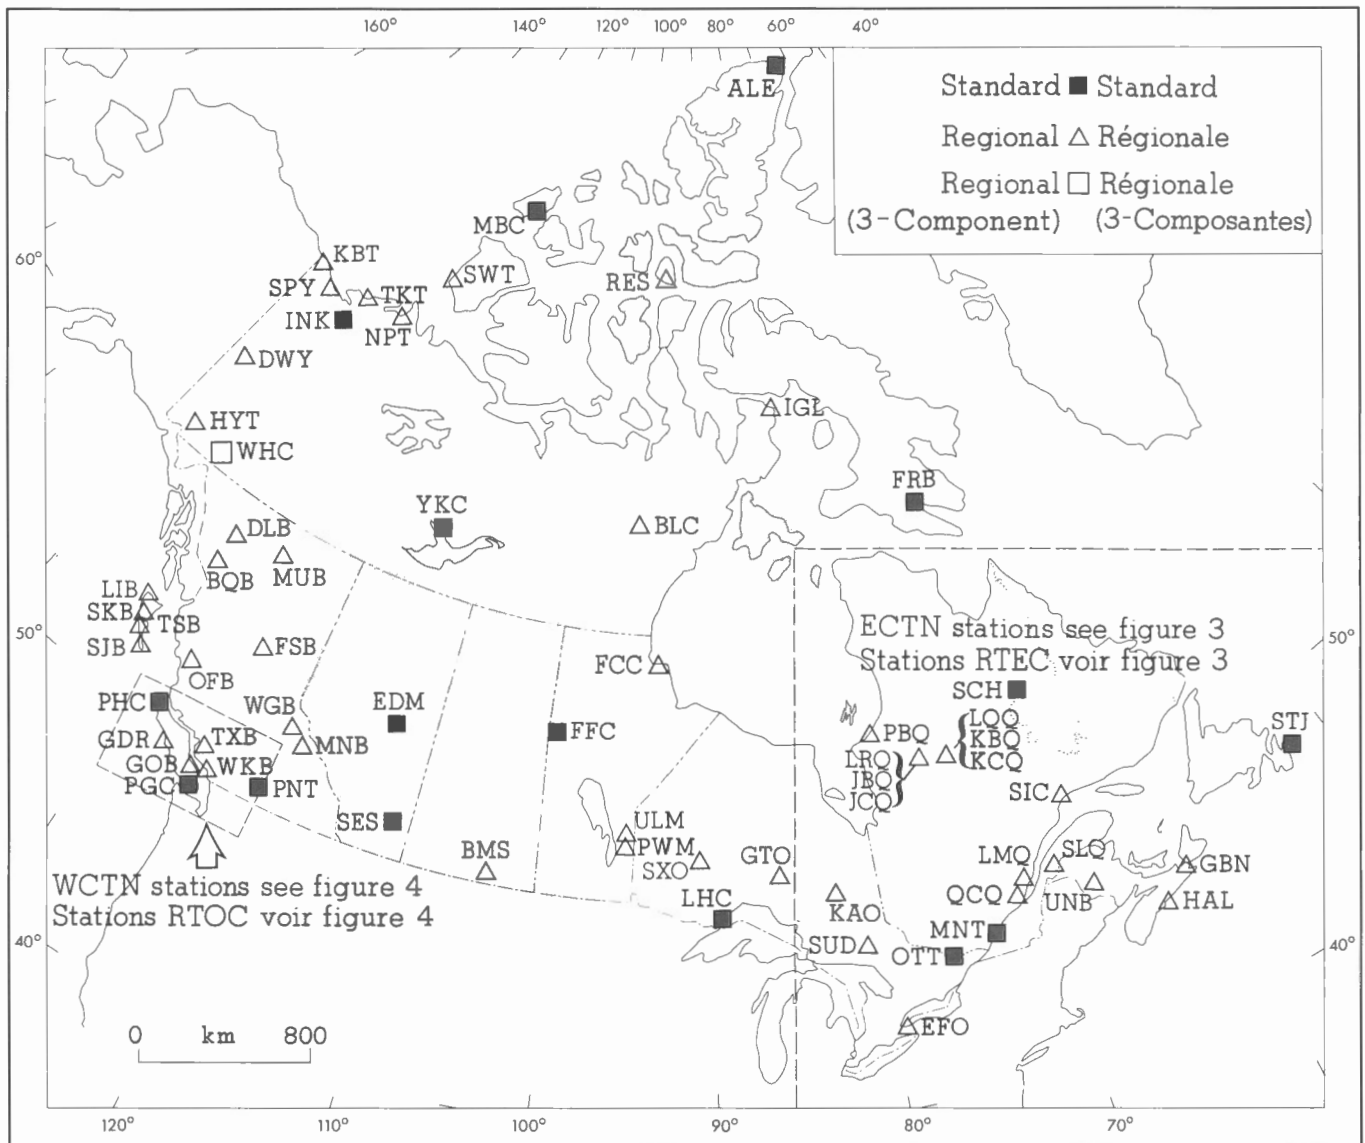 160° 140° 120° 100° 80° 60° 40°
ALE
Standard Standard
Regional Régionale
Regional Régionale
(3-Component) (3-Composantes)
MBC
60°
KBT
SWT
RES
SPY
TKT
INK
NPT
DWY
IGL
HYT
WHC
FRB
YKC
BLC
DLB
BQB
MUB
LIB
SKB
TSB
SJB
50°
FSB
OFB
FCC
ECTN stations see figure 3
Stations RTEC voir figure 3
50°
SCH
PHC
WGB
EDM
FFC
LQQ
KBQ
KCQ
STJ
GDR
TXB
MNB
PBQ
LRQ
JBQ
JCQ
GOB
WKB
PGC
PNT
SIC
SES
ULM
PWM
SXO
BMS
GTO
LMQ
SLQ
GBN
WCTN stations see figure 4
Stations RTOC voir figure 4
LHC
KAO
QCQ
UNB
HAL
MNT
40°
SUD
OTT
40°
EFO
0 km 800
120° 110° 100° 90° 80° 70°